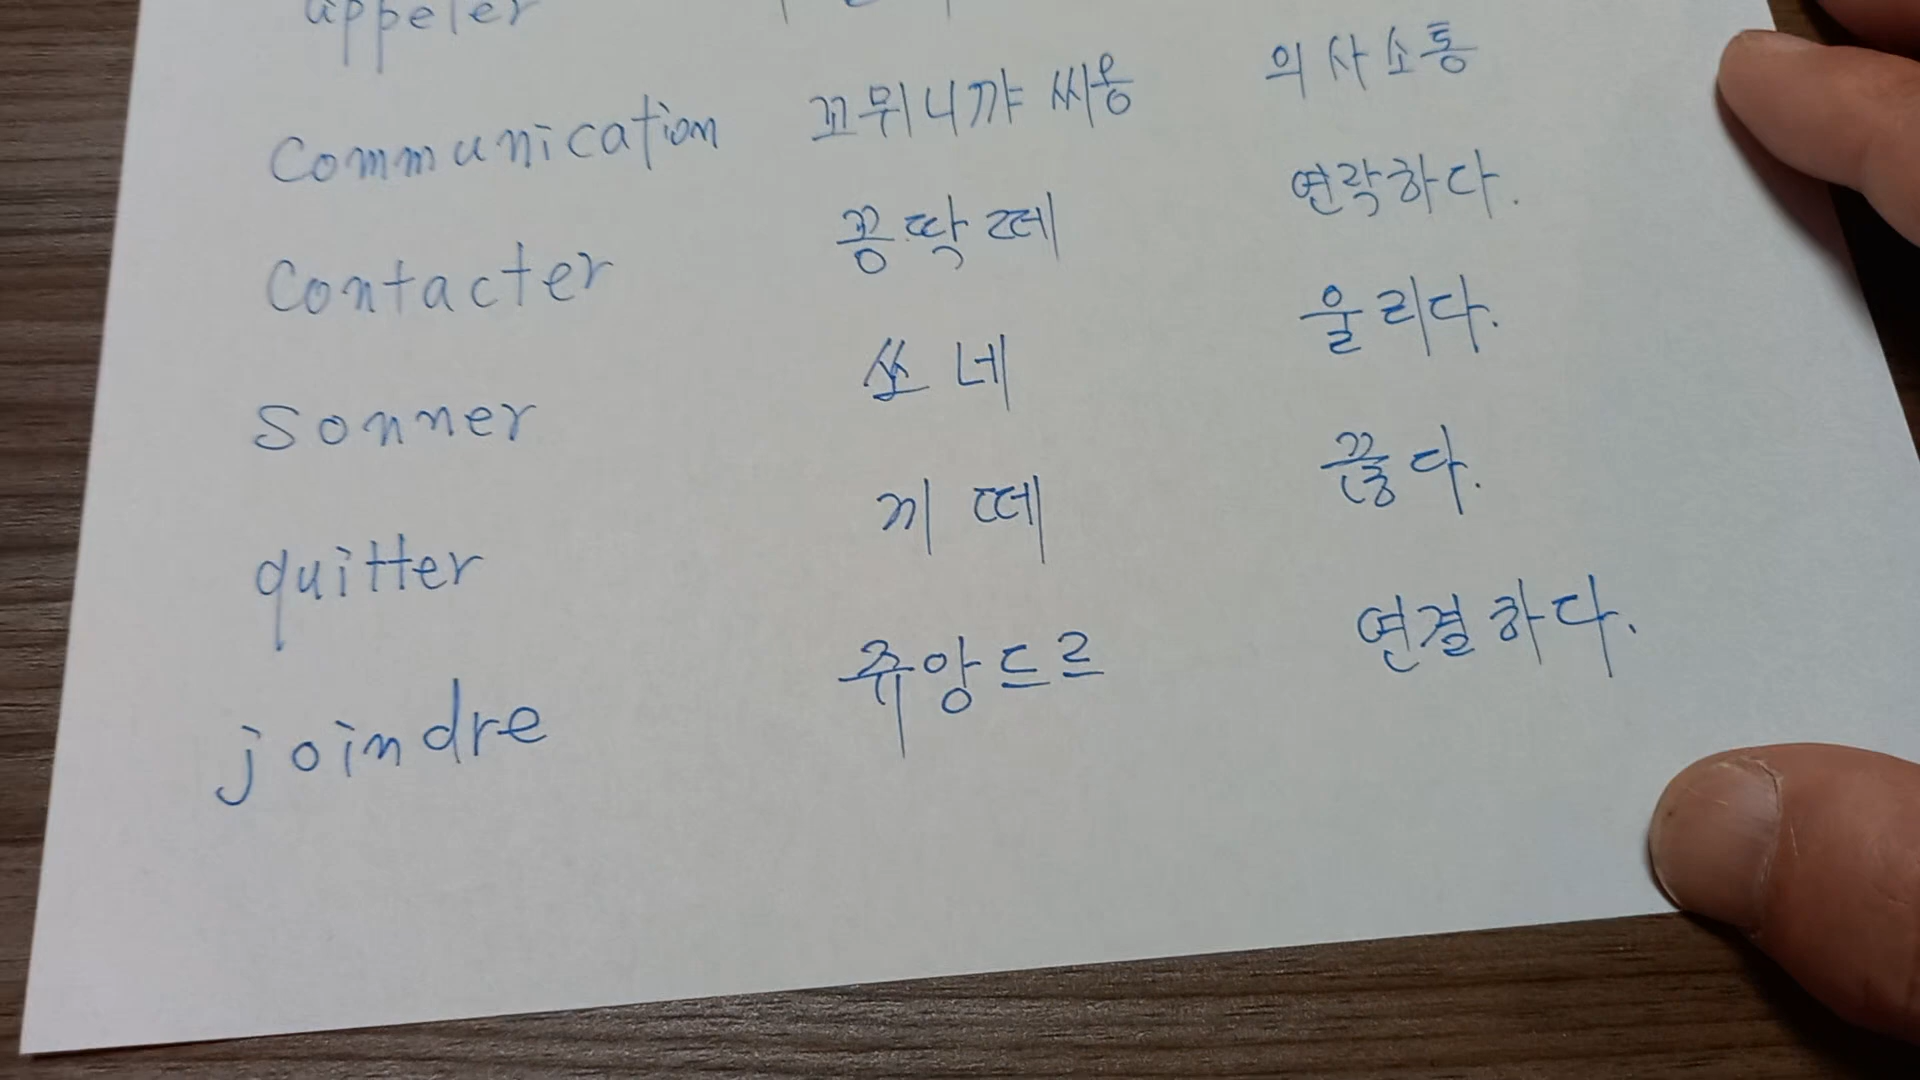 appeler
Communication 꼬뮈니꺄씨옹 의사소통
Contacter 꽁딱떼 연락하다.
Sonner 쏘네 울리다.
quitter 끼떼 끊다.
joindre 쥬앙드르 연결하다.